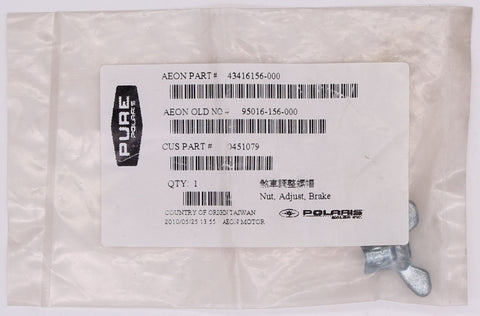 PURE
POLARIS
AEON PART# 43416156-000
AEON OLD NO# 95016-156-000
CUS PART # 0451079
QTY: 1
煞車調整螺帽
Nut, Adjust, Brake
COUNTRY OF ORIGIN:TAIWAN
2010/05/25 13:55 AEON MOTOR
POLARIS
SALES INC.